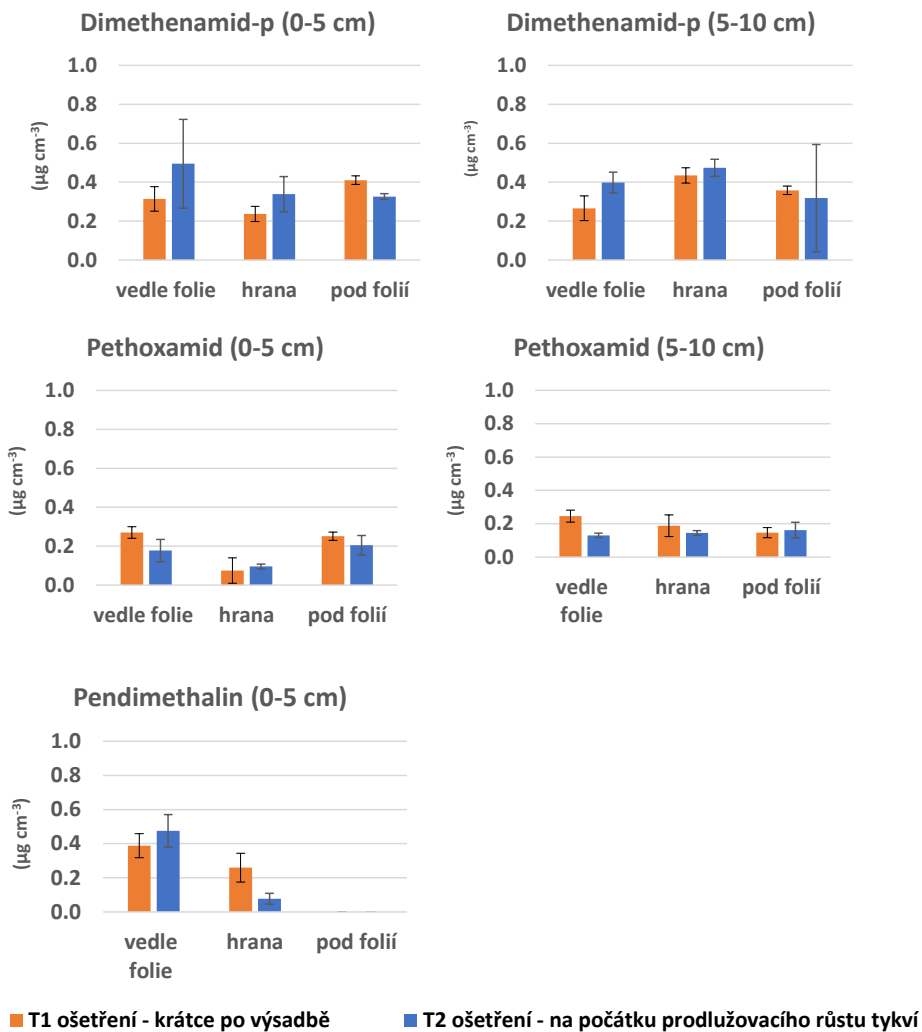 Dimethenamid-p (0-5 cm)
1.0
0.8
0.6
0.4
0.2
0.0
(µg cm-3)
vedle folie hrana pod folií
Dimethenamid-p (5-10 cm)
1.0
0.8
0.6
0.4
0.2
0.0
(µg cm-3)
vedle folie hrana pod folií
Pethoxamid (0-5 cm)
1.0
0.8
0.6
0.4
0.2
0.0
(µg cm-3)
vedle folie hrana pod folií
Pethoxamid (5-10 cm)
1.0
0.8
0.6
0.4
0.2
0.0
(µg cm-3)
vedle hrana pod folií
folie
Pendimethalin (0-5 cm)
1.0
0.8
0.6
0.4
0.2
0.0
(µg cm-3)
vedle hrana pod folií
folie
T1 ošetření - krátce po výsadbě T2 ošetření - na počátku prodlužovacího růstu tykví